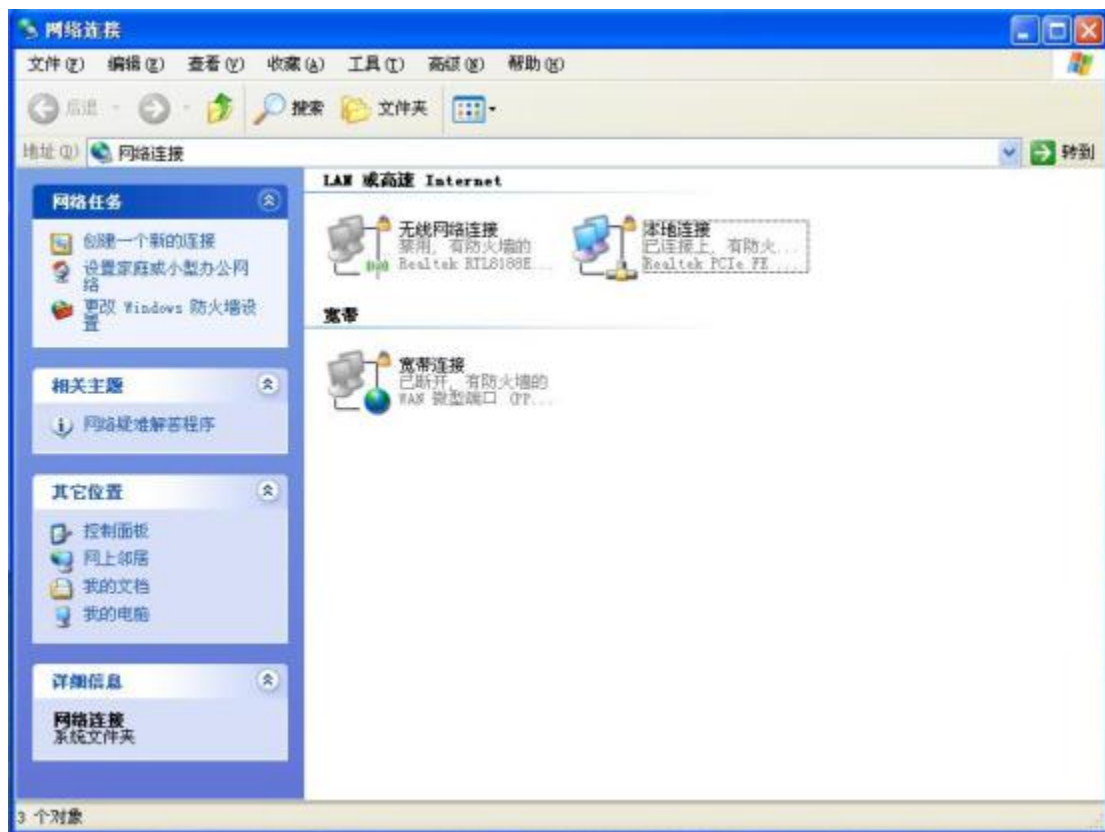 网络连接
文件(F) 编辑(E) 查看(V) 收藏(A) 工具(T) 高级(N) 帮助(H)
后退 搜索 文件夹
地址(D) 网络连接 转到
网络任务
创建一个新的连接
设置家庭或小型办公网
络
更改 Windows 防火墙设
置
相关主题
网络疑难解答程序
其它位置
控制面板
网上邻居
我的文档
我的电脑
详细信息
网络连接
系统文件夹
LAN 或高速 Internet
无线网络连接
禁用, 有防火墙的
Realtek RTL8188E...
本地连接
已连接上, 有防火...
Realtek PCIe FE ...
宽带
宽带连接
已断开, 有防火墙的
WAN 微型端口 (PP...
3 个对象